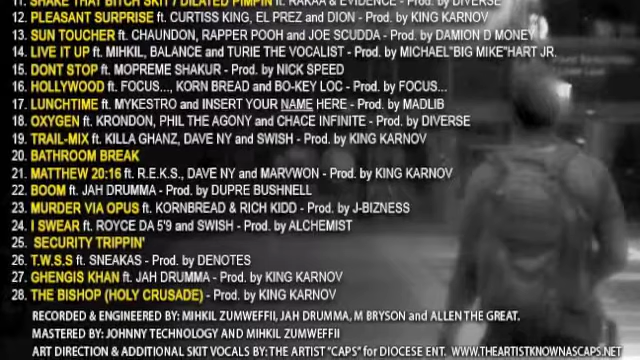 11. SHAKE THAT BITCH SKIT / DILATED PIMPIN ft. RAKAA & EVIDENCE - Prod. by DIVERSE
12. PLEASANT SURPRISE ft. CURTISS KING, EL PREZ and DION - Prod. by KING KARNOV
13. SUN TOUCHER ft. CHAUNDON, RAPPER POOH and JOE SCUDDA - Prod. by DAMION D MONEY
14. LIVE IT UP ft. MIHKIL, BALANCE and TURIE THE VOCALIST - Prod. by MICHAEL"BIG MIKE"HART JR.
15. DONT STOP ft. MOPREME SHAKUR - Prod. by NICK SPEED
16. HOLLYWOOD ft. FOCUS..., KORN BREAD and BO-KEY LOC - Prod. by FOCUS...
17. LUNCHTIME ft. MYKESTRO and INSERT YOUR NAME HERE - Prod. by MADLIB
18. OXYGEN ft. KRONDON, PHIL THE AGONY and CHACE INFINITE - Prod. by DIVERSE
19. TRAIL-MIX ft. KILLA GHANZ, DAVE NY and SWISH - Prod. by KING KARNOV
20. BATHROOM BREAK
21. MATTHEW 20:16 ft. R.E.K.S., DAVE NY and MARVWON - Prod. by KING KARNOV
22. BOOM ft. JAH DRUMMA - Prod. by DUPRE BUSHNELL
23. MURDER VIA OPUS ft. KORNBREAD & RICH KIDD - Prod. by J-BIZNESS
24. I SWEAR ft. ROYCE DA 5'9 and SWISH - Prod. by ALCHEMIST
25. SECURITY TRIPPIN'
26. T.W.S.S ft. SNEAKAS - Prod. by DENOTES
27. GHENGIS KHAN ft. JAH DRUMMA - Prod. by KING KARNOV
28. THE BISHOP (HOLY CRUSADE) - Prod. by KING KARNOV
RECORDED & ENGINEERED BY: MIHKIL ZUMWEFFII, JAH DRUMMA, M BRYSON and ALLEN THE GREAT.
MASTERED BY: JOHNNY TECHNOLOGY AND MIHKIL ZUMWEFFII
ART DIRECTION & ADDITIONAL SKIT VOCALS BY: THE ARTIST "CAPS" for DIOCESE ENT. WWW.THEARTISTKNOWNASCAPS.NET